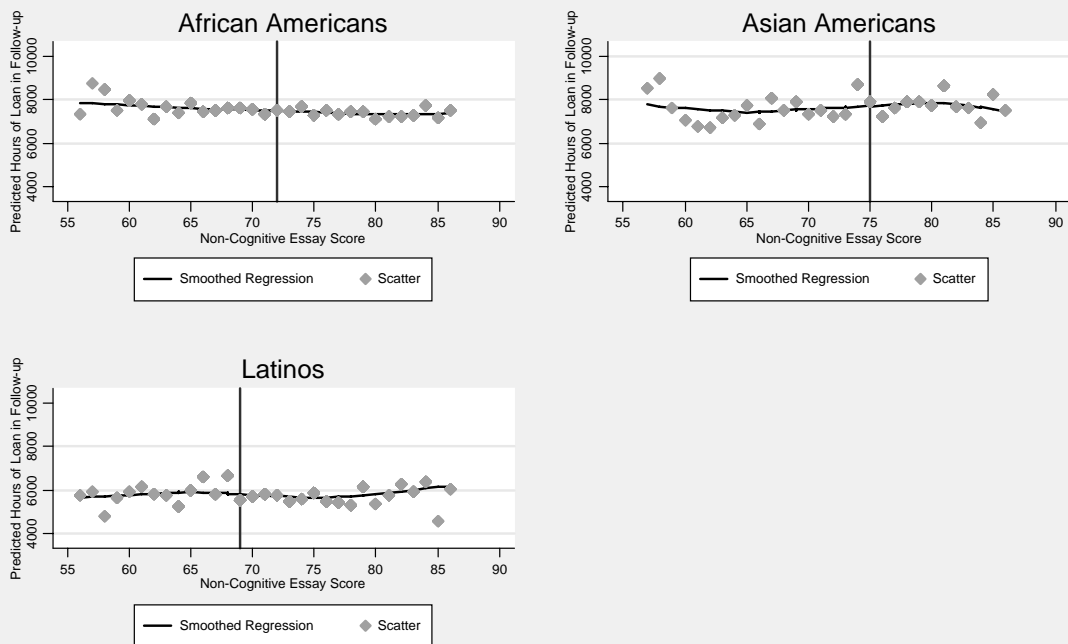 African Americans
Predicted Hours of Loan in Follow-up
10000
8000
6000
4000
55 60 65 70 75 80 85 90
Non-Cognitive Essay Score
Smoothed Regression Scatter
Asian Americans
Predicted Hours of Loan in Follow-up
10000
8000
6000
4000
55 60 65 70 75 80 85 90
Non-Cognitive Essay Score
Smoothed Regression Scatter
Latinos
Predicted Hours of Loan in Follow-up
10000
8000
6000
4000
55 60 65 70 75 80 85 90
Non-Cognitive Essay Score
Smoothed Regression Scatter